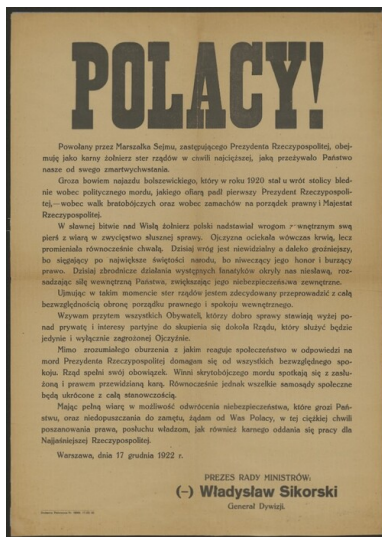 POLACY!
Powołany przez Marszałka Sejmu, zastępującego Prezydenta Rzeczypospolitej, obej-
muję jako karny żołnierz ster rządów w chwili najcięższej, jaką przeżywało Państwo
nasze od swego zmartwychwstania.
Groza bowiem najazdu bolszewickiego, który w roku 1920 stał u wrót stolicy bled-
nie wobec politycznego mordu, jakiego ofiarą padł pierwszy Prezydent Rzeczypospoli-
tej,—wobec walk bratobójczych oraz wobec zamachów na porządek prawny i Majestat
Rzeczypospolitej.
W sławnej bitwie nad Wisłą żołnierz polski nadstawiał wrogom zewnętrznym swą
pierś z wiarą w zwycięstwo słusznej sprawy. Ojczyzna ociekała wówczas krwią, lecz
promieniała równocześnie chwałą. Dzisiaj wróg jest niewidzialny a daleko groźniejszy,
bo sięgający po największe świętości narodu, bo niweczący jego honor i burzący
prawo. Dzisiaj zbrodnicze działania występnych fanatyków okryły nas niesławą, roz-
sadzając siłę wewnętrzną Państwa, zwiększając jego niebezpieczeństwa zewnętrzne.
Ujmując w takim momencie ster rządów jestem zdecydowany przeprowadzić z całą
bezwzględnością obronę porządku prawnego i spokoju wewnętrznego.
Wzywam przytem wszystkich Obywateli, którzy dobro sprawy stawiają wyżej po-
nad prywatę i interesy partyjne do skupienia się dokoła Rządu, który służyć będzie
jedynie i wyłącznie zagrożonej Ojczyźnie.
Mimo zrozumiałego oburzenia z jakim reaguje społeczeństwo w odpowiedzi na
mord Prezydenta Rzeczypospolitej domagam się od wszystkich bezwzględnego spo-
koju. Rząd spełni swój obowiązek. Winni skrytobójczego mordu spotkają się z zasłu-
żoną i prawem przewidzianą karą. Równocześnie jednak wszelkie samosądy społeczne
będą ukrócone z całą stanowczością.
Mając pełną wiarę w możliwość odwrócenia niebezpieczeństwa, które grozi Pań-
stwu, oraz niedopuszczania do zamętu, żądam od Was Polacy, w tej ciężkiej chwili
poszanowania prawa, posłuchu władzom, jak również karnego oddania się pracy dla
Najjaśniejszej Rzeczypospolitej.
Warszawa, dnia 17 grudnia 1922 r.
PREZES RADY MINISTRÓW:
(—) Władysław Sikorski
Generał Dywizji.